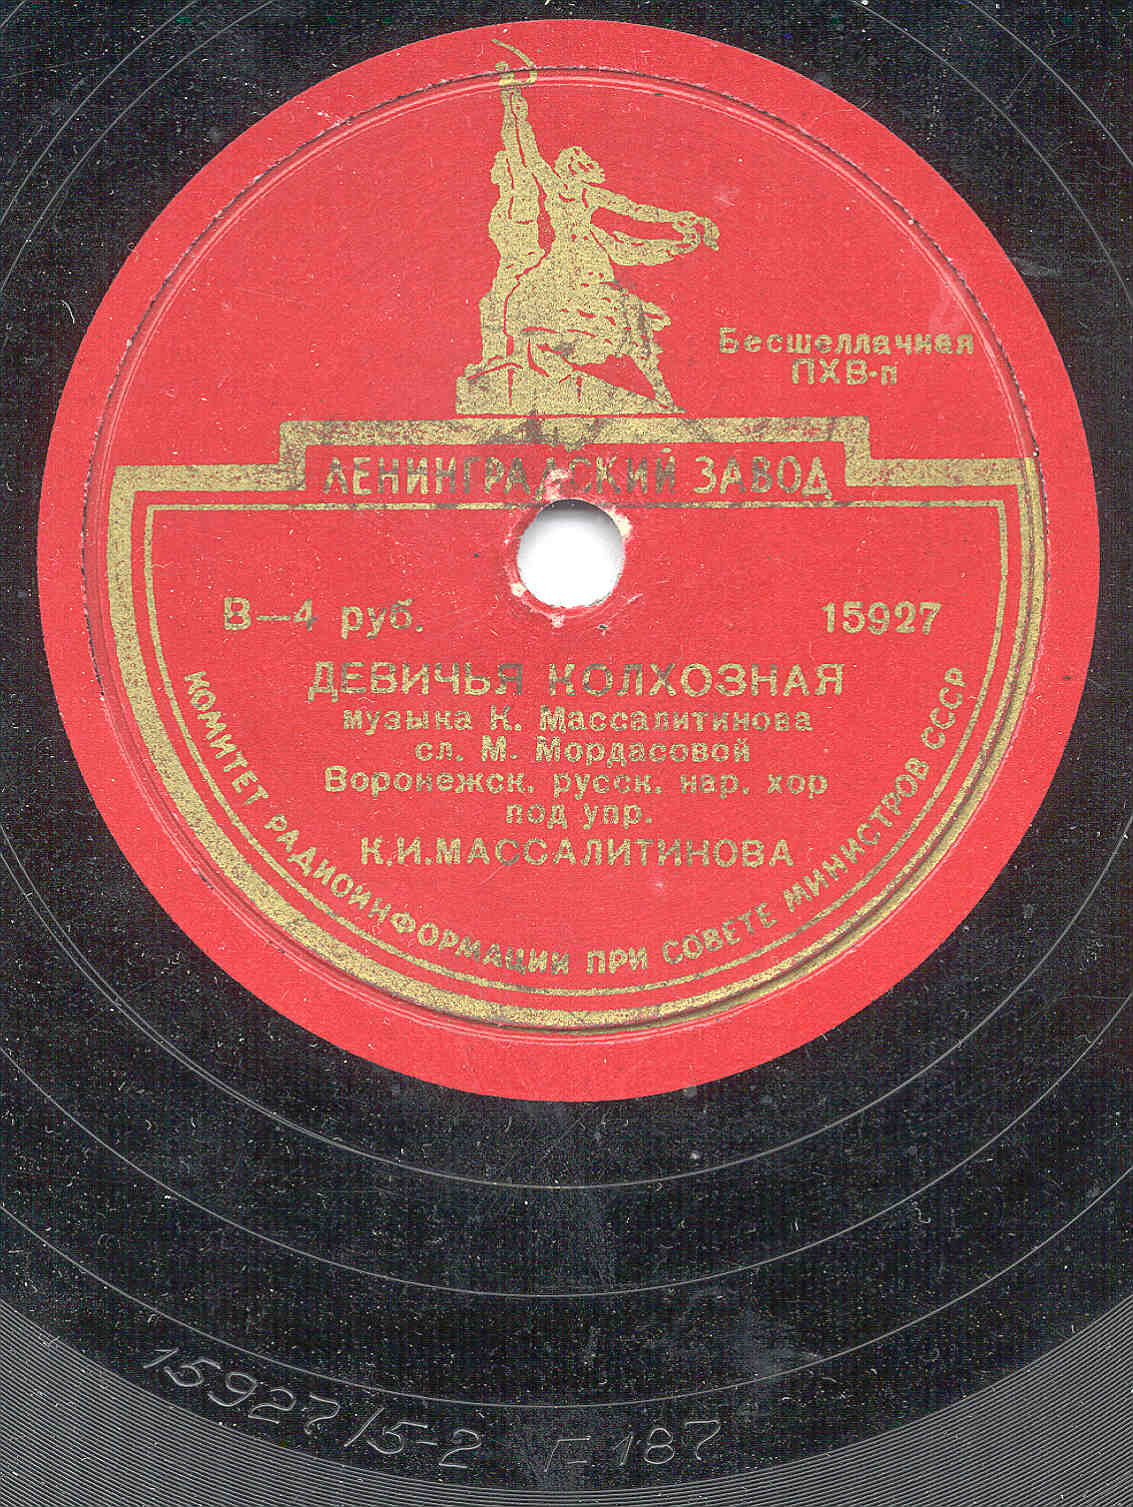 Бесшеллачная
ПХВ-п
ЛЕНИНГРАДСКИЙ ЗАВОД
В—4 руб.
15927
ДЕВИЧЬЯ КОЛХОЗНАЯ
музыка К. Массалитинова
сл. М. Мордасовой
Воронежск. русск. нар. хор
под упр.
К.И.МАССАЛИТИНОВА
КОМИТЕТ РАДИОИНФОРМАЦИИ ПРИ СОВЕТЕ МИНИСТРОВ СССР
15927/5-2 Г-187